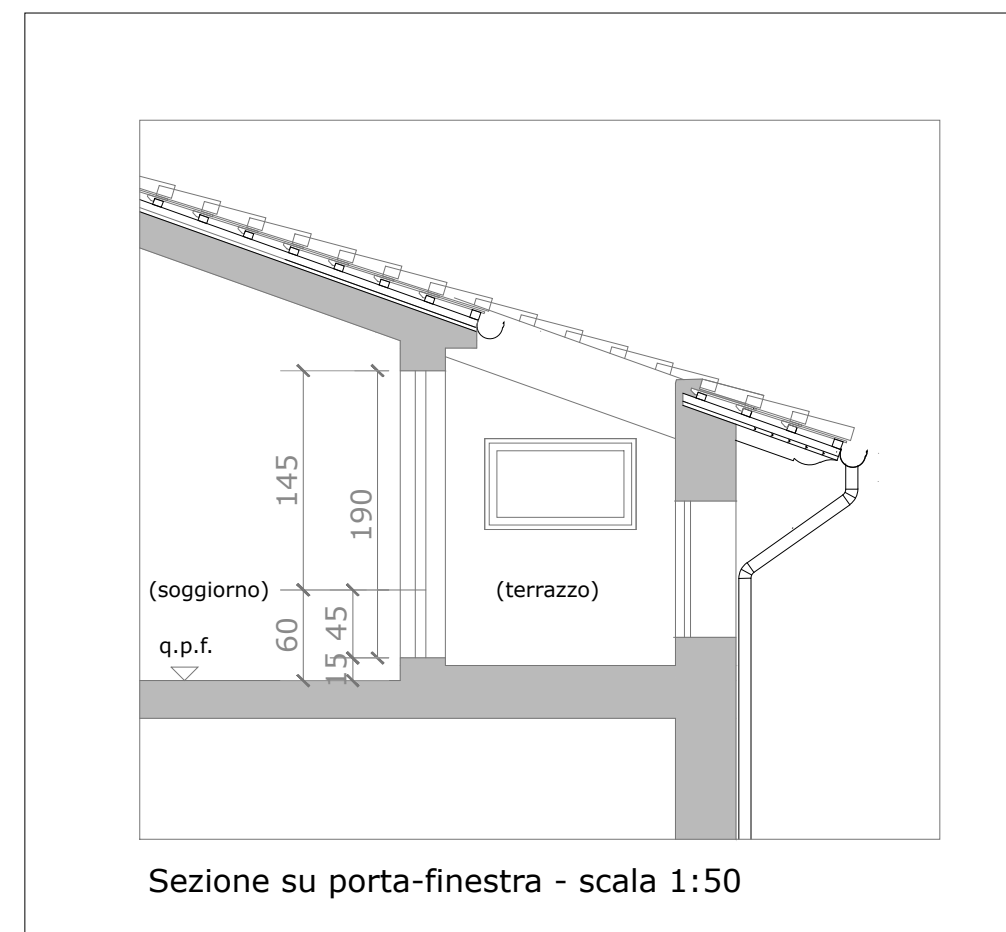 145
190
(soggiorno)
(terrazzo)
60
45
15
q.p.f.
Sezione su porta-finestra - scala 1:50